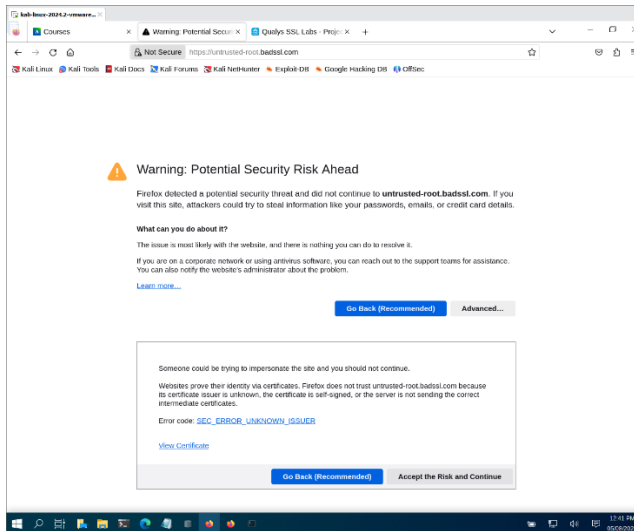 kali-linux-2024.2-vmware...
Courses
Warning: Potential Securi
Qualys SSL Labs - Projec
Not Secure https://untrusted-root.badssl.com
Kali Linux Kali Tools Kali Docs Kali Forums Kali NetHunter Exploit-DB Google Hacking DB OffSec
Warning: Potential Security Risk Ahead
Firefox detected a potential security threat and did not continue to untrusted-root.badssl.com. If you
visit this site, attackers could try to steal information like your passwords, emails, or credit card details.
What can you do about it?
The issue is most likely with the website, and there is nothing you can do to resolve it.
If you are on a corporate network or using antivirus software, you can reach out to the support teams for assistance.
You can also notify the website's administrator about the problem.
Learn more...
Go Back (Recommended) Advanced...
Someone could be trying to impersonate the site and you should not continue.
Websites prove their identity via certificates. Firefox does not trust untrusted-root.badssl.com because
its certificate issuer is unknown, the certificate is self-signed, or the server is not sending the correct
intermediate certificates.
Error code: SEC_ERROR_UNKNOWN_ISSUER
View Certificate
Go Back (Recommended) Accept the Risk and Continue
12:41 PM